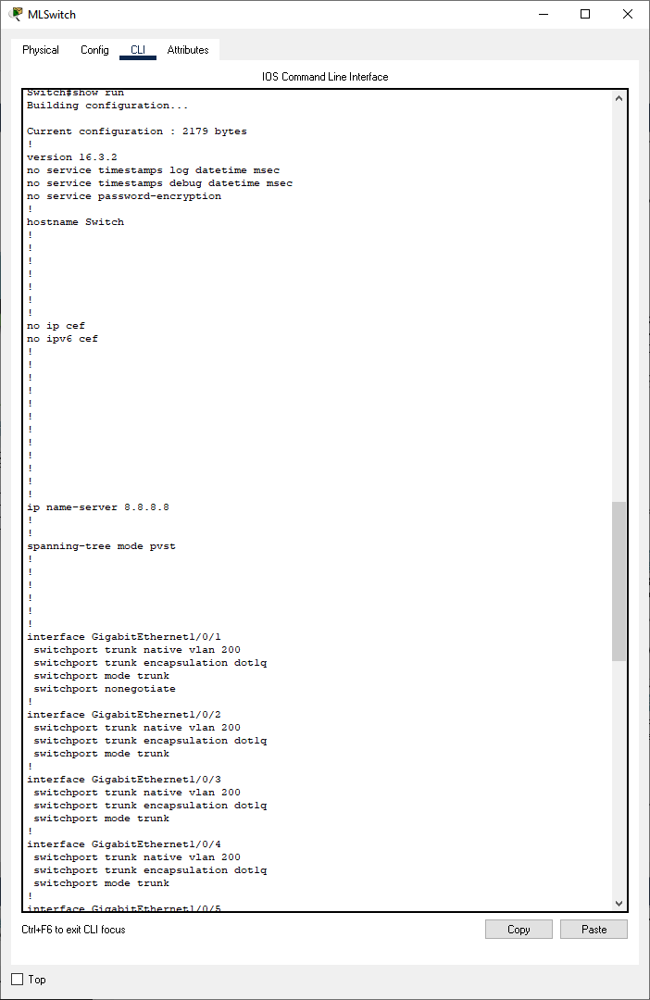 MLSwitch
Physical Config CLI Attributes
IOS Command Line Interface
Switch#show run
Building configuration...
Current configuration : 2179 bytes
!
version 16.3.2
no service timestamps log datetime msec
no service timestamps debug datetime msec
no service password-encryption
!
hostname Switch
!
!
!
!
!
!
!
no ip cef
no ipv6 cef
!
!
!
!
!
!
!
!
!
!
!
!
ip name-server 8.8.8.8
!
!
spanning-tree mode pvst
!
!
!
!
!
!
interface GigabitEthernet1/0/1
 switchport trunk native vlan 200
 switchport trunk encapsulation dot1q
 switchport mode trunk
 switchport nonegotiate
!
interface GigabitEthernet1/0/2
 switchport trunk native vlan 200
 switchport trunk encapsulation dot1q
 switchport mode trunk
!
interface GigabitEthernet1/0/3
 switchport trunk native vlan 200
 switchport trunk encapsulation dot1q
 switchport mode trunk
!
interface GigabitEthernet1/0/4
 switchport trunk native vlan 200
 switchport trunk encapsulation dot1q
 switchport mode trunk
!
interface GigabitEthernet1/0/5
Ctrl+F6 to exit CLI focus
Copy Paste
Top